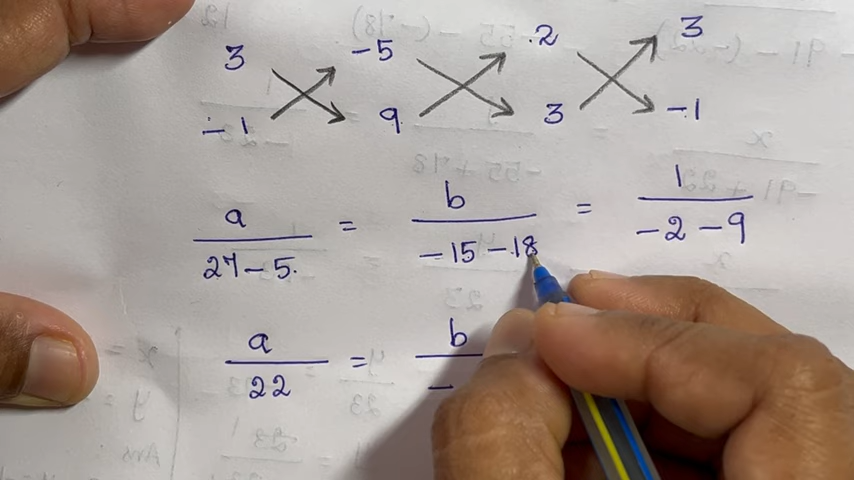 3 -5 .2 3
-1 9 3 -1
a/27-5. = b/-15-18 = 1/-2-9
a/22 = b/-